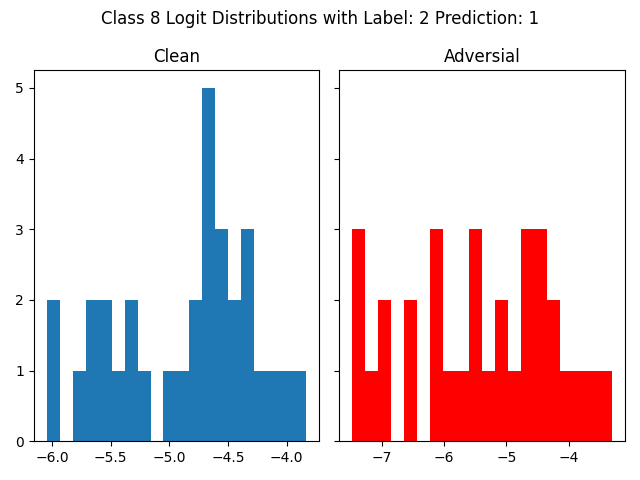 Class 8 Logit Distributions with Label: 2 Prediction: 1
Clean
Adversial
5
4
3
2
1
0
−6.0 −5.5 −5.0 −4.5 −4.0
−7 −6 −5 −4